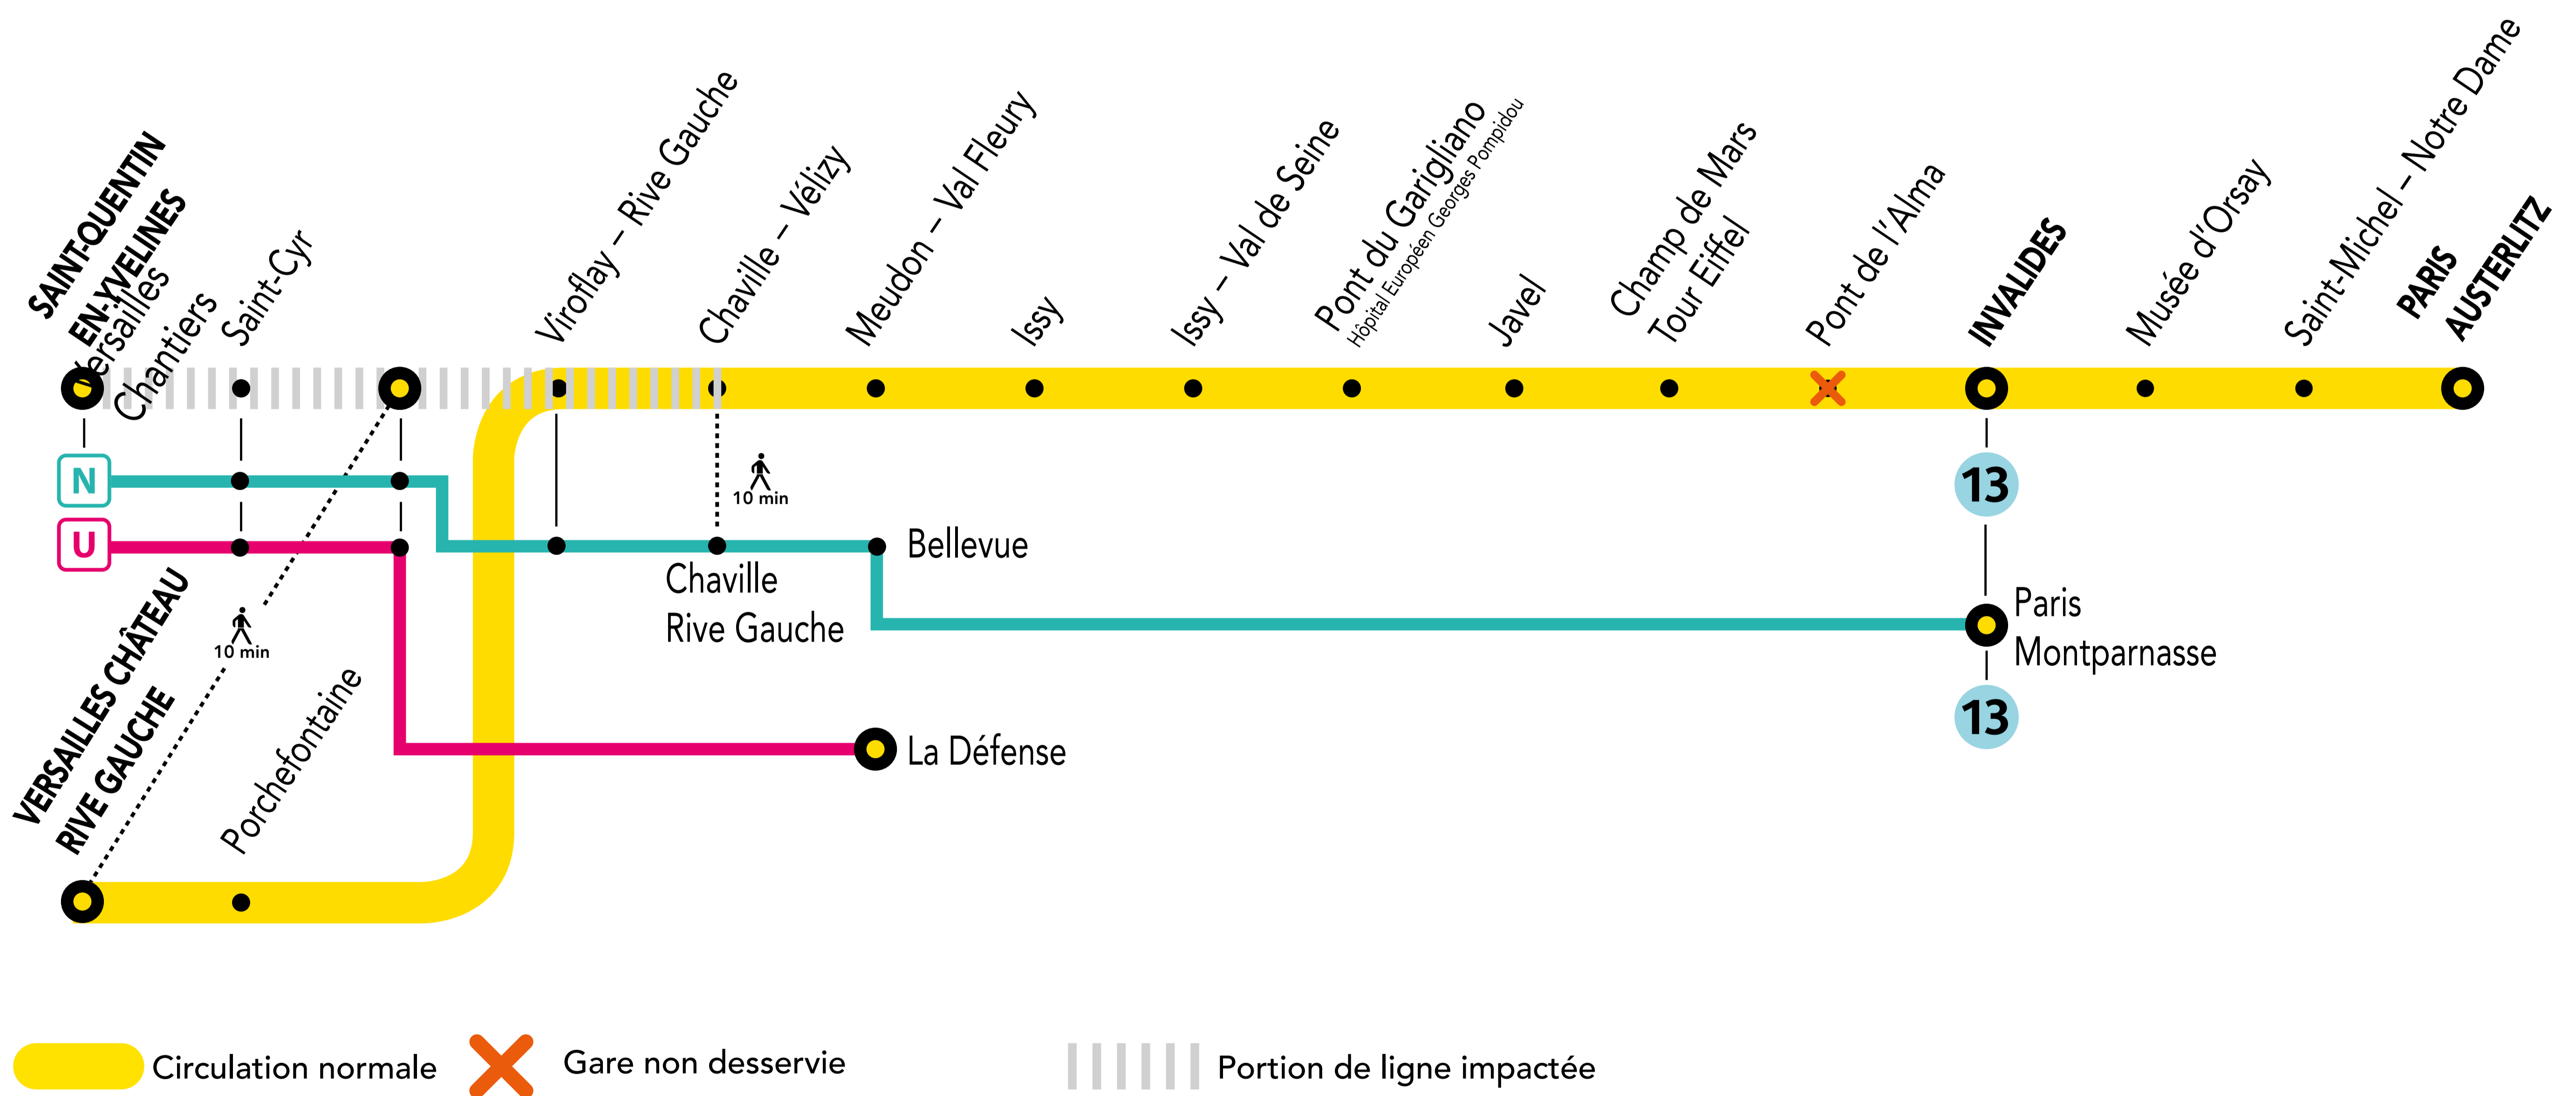 SAINT-QUENTIN
EN-YVELINES
Versailles
Chantiers
Saint-Cyr
Viroflay – Rive Gauche
Chaville – Vélizy
Meudon – Val Fleury
Issy
Issy – Val de Seine
Pont du Garigliano
Hôpital Européen Georges Pompidou
Javel
Champ de Mars
Tour Eiffel
Pont de l'Alma
INVALIDES
Musée d'Orsay
Saint-Michel – Notre Dame
PARIS
AUSTERLITZ
N
10 min
13
U
Bellevue
Chaville
Rive Gauche
Paris
Montparnasse
10 min
13
VERSAILLES CHÂTEAU
RIVE GAUCHE
Porchefontaine
La Défense
Circulation normale
Gare non desservie
Portion de ligne impactée